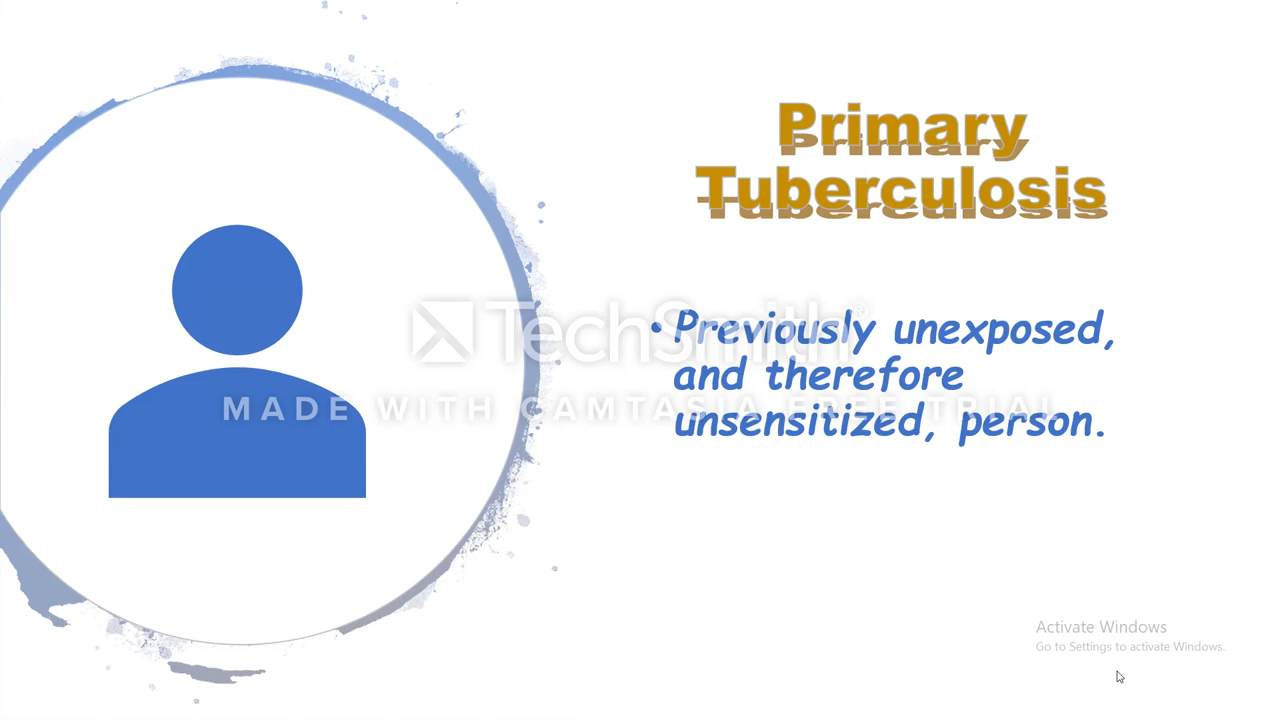 Primary
Tuberculosis
• Previously unexposed,
and therefore
unsensitized, person.
TechSmith®
MADE WITH CAMTASIA FREE TRIAL
Activate Windows
Go to Settings to activate Windows.